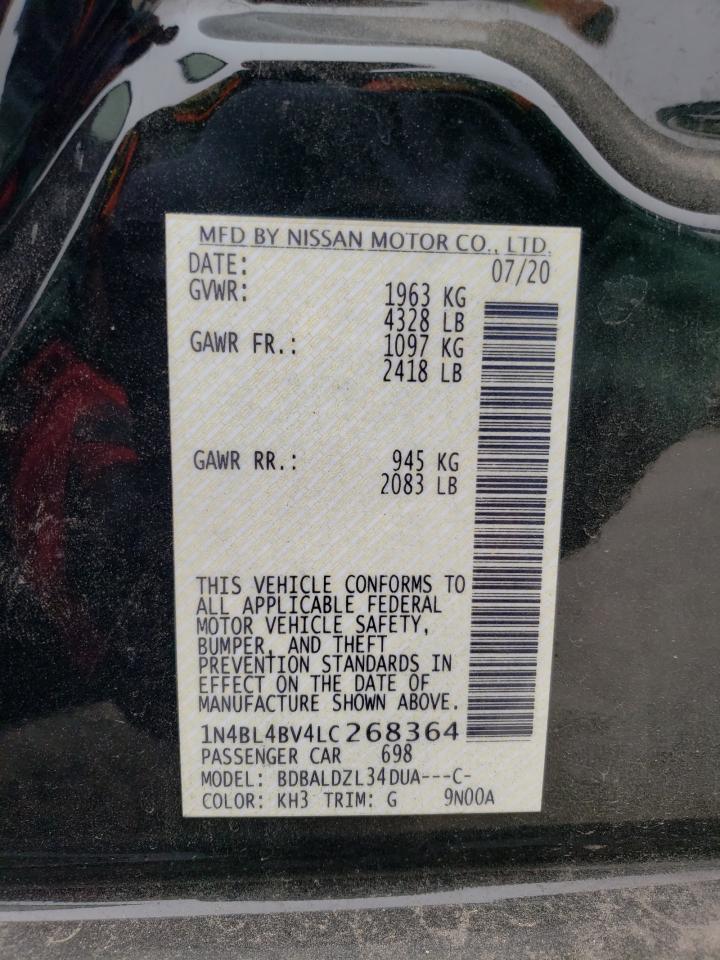 MFD BY NISSAN MOTOR CO., LTD.
DATE: 07/20
GVWR: 1963 KG
4328 LB
GAWR FR.: 1097 KG
2418 LB
GAWR RR.: 945 KG
2083 LB
THIS VEHICLE CONFORMS TO
ALL APPLICABLE FEDERAL
MOTOR VEHICLE SAFETY,
BUMPER, AND THEFT
PREVENTION STANDARDS IN
EFFECT ON THE DATE OF
MANUFACTURE SHOWN ABOVE.
1N4BL4BV4LC268364
PASSENGER CAR 698
MODEL: BDBALDZL34DUA---C-
COLOR: KH3 TRIM: G 9N00A